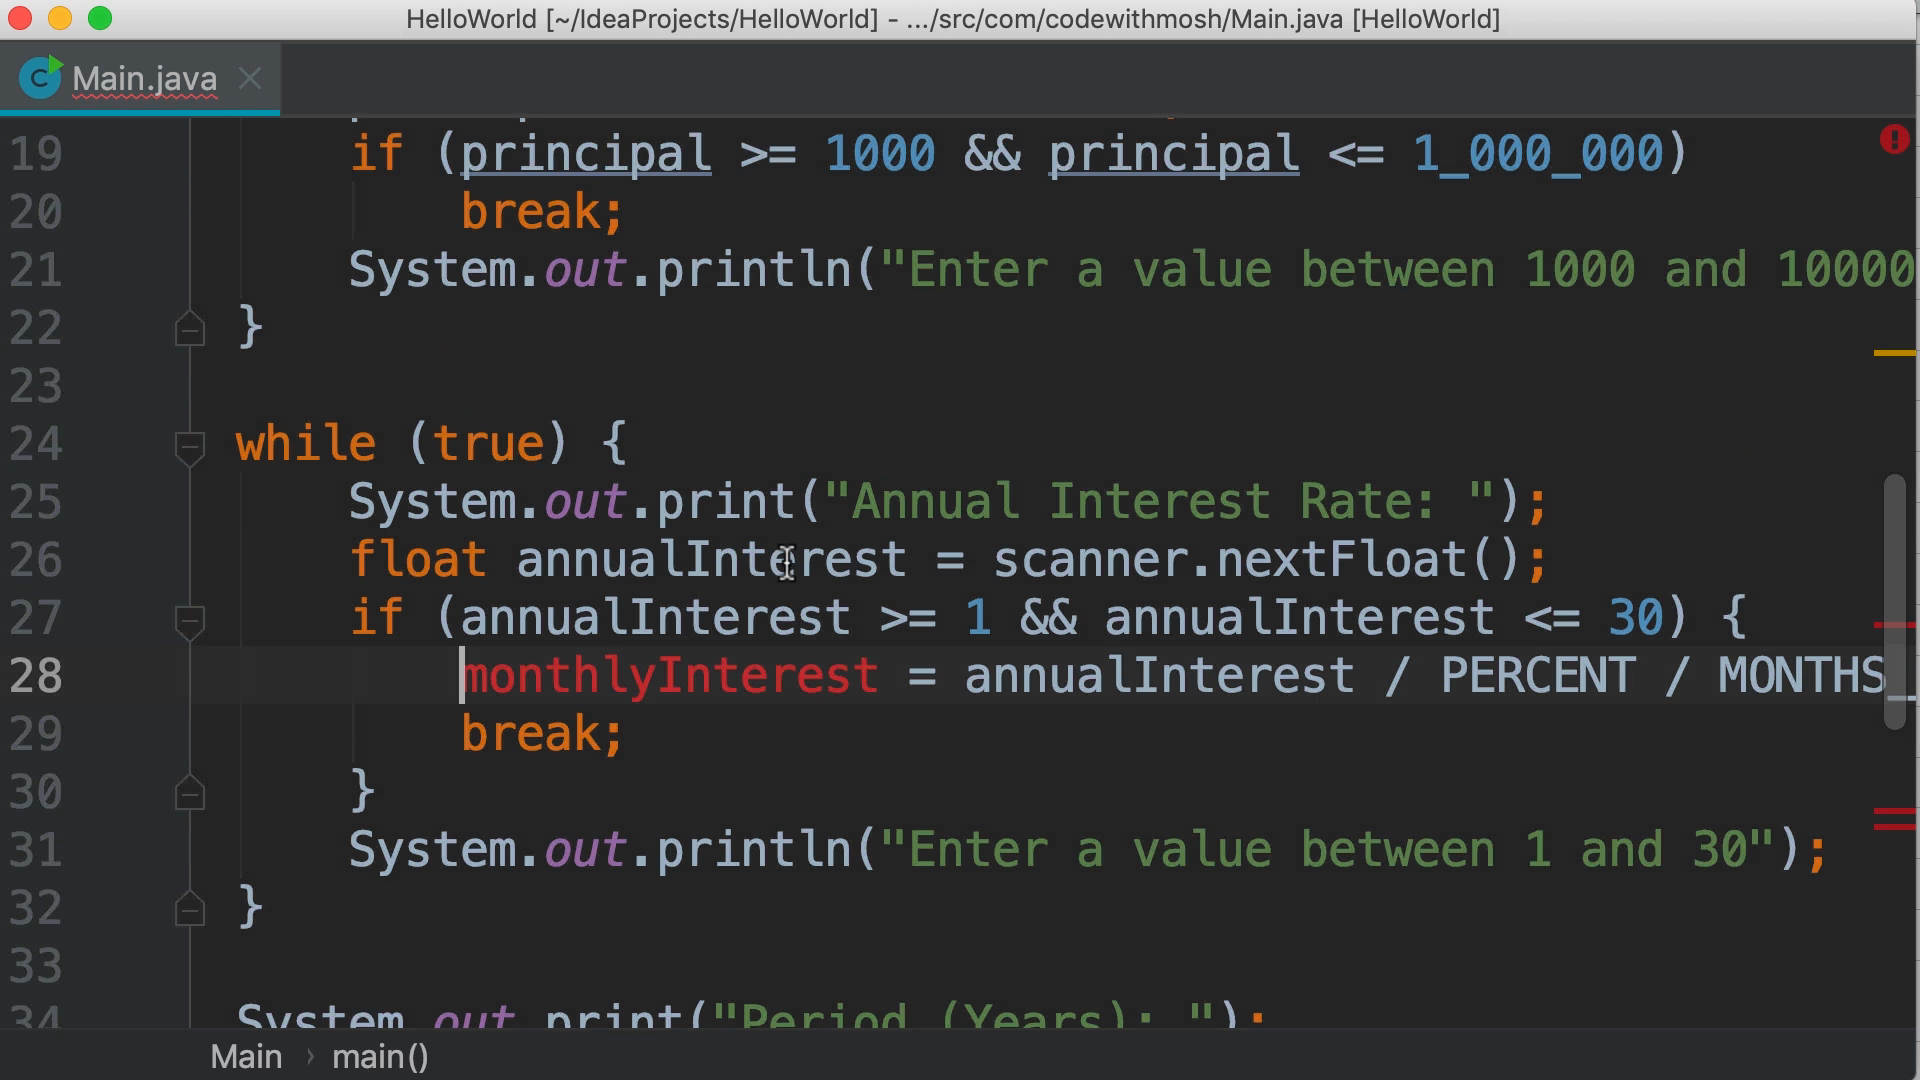 HelloWorld [~/IdeaProjects/HelloWorld] - .../src/com/codewithmosh/Main.java [HelloWorld]
Main.java
19 if (principal >= 1000 && principal <= 1_000_000)
20 break;
21 System.out.println("Enter a value between 1000 and 10000
22 }
23
24 while (true) {
25 System.out.print("Annual Interest Rate: ");
26 float annualInterest = scanner.nextFloat();
27 if (annualInterest >= 1 && annualInterest <= 30) {
28 monthlyInterest = annualInterest / PERCENT / MONTHS_
29 break;
30 }
31 System.out.println("Enter a value between 1 and 30");
32 }
33
34 System.out.print("Period (Years): ");
Main › main()